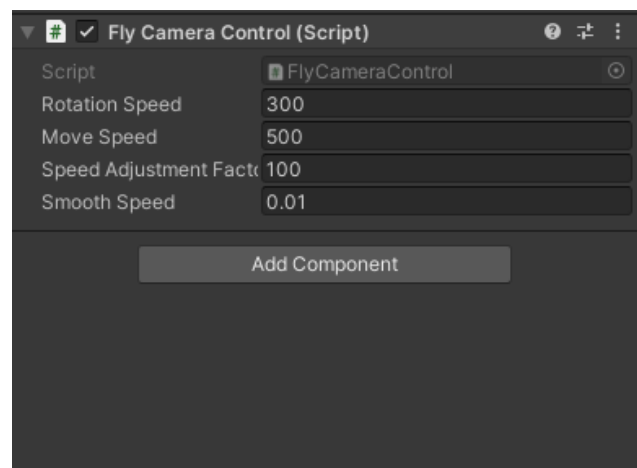 # Fly Camera Control (Script)
Script FlyCameraControl
Rotation Speed 300
Move Speed 500
Speed Adjustment Facto 100
Smooth Speed 0.01
Add Component